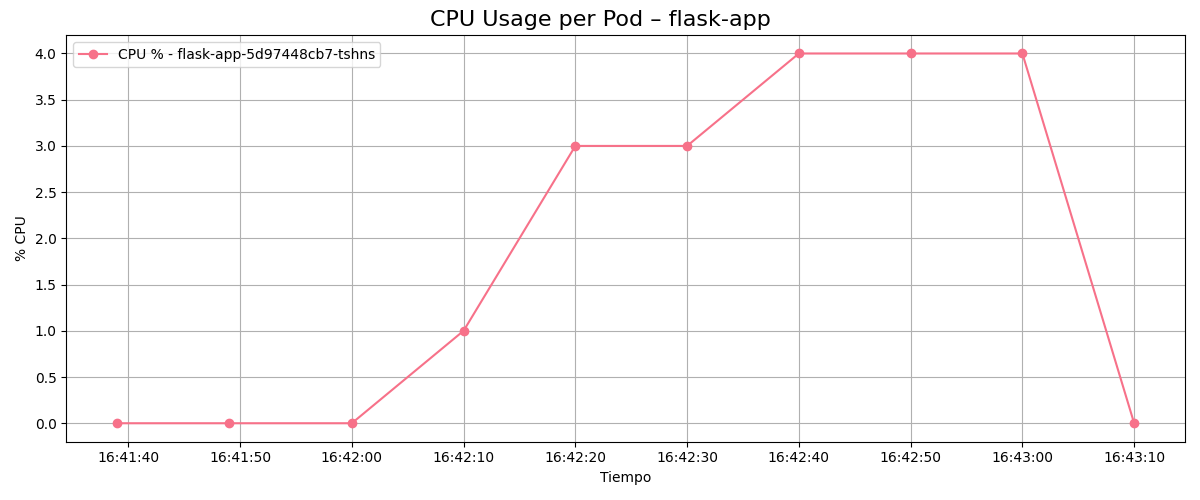 CPU Usage per Pod – flask-app
CPU % - flask-app-5d97448cb7-tshns
% CPU
4.0
3.5
3.0
2.5
2.0
1.5
1.0
0.5
0.0
16:41:40 16:41:50 16:42:00 16:42:10 16:42:20 16:42:30 16:42:40 16:42:50 16:43:00 16:43:10
Tiempo